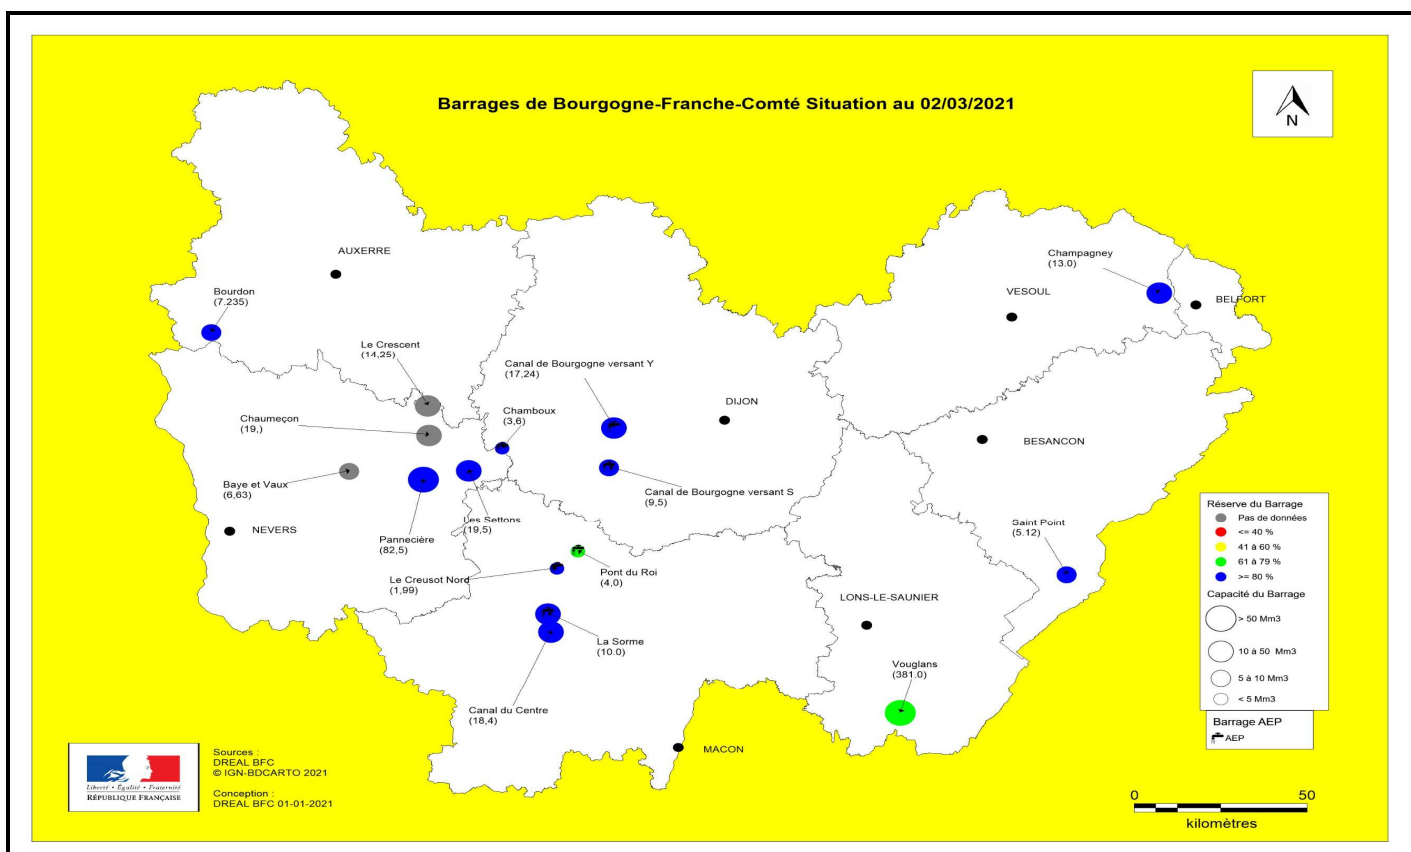 Barrages de Bourgogne-Franche-Comté Situation au 02/03/2021
N
AUXERRE
Bourdon
(7.235)
Le Crescent
(14,25)
Chaumeçon
(19,)
Baye et Vaux
(6,63)
NEVERS
Pannecière
(82,5)
Les Settons
(19,5)
Chamboux
(3,6)
Canal de Bourgogne versant Y
(17,24)
DIJON
Canal de Bourgogne versant S
(9,5)
Champagney
(13.0)
VESOUL
BELFORT
BESANCON
Saint Point
(5.12)
Le Creusot Nord
(1,99)
Pont du Roi
(4,0)
La Sorme
(10.0)
Canal du Centre
(18,4)
LONS-LE-SAUNIER
Vouglans
(381.0)
MACON
Réserve du Barrage
Pas de données
<= 40 %
41 à 60 %
61 à 79 %
>= 80 %
Capacité du Barrage
> 50 Mm3
10 à 50 Mm3
5 à 10 Mm3
< 5 Mm3
Barrage AEP
AEP
0 50
kilomètres
Liberté • Égalité • Fraternité
RÉPUBLIQUE FRANÇAISE
Sources :
DREAL BFC
© IGN-BDCARTO 2021
Conception :
DREAL BFC 01-01-2021